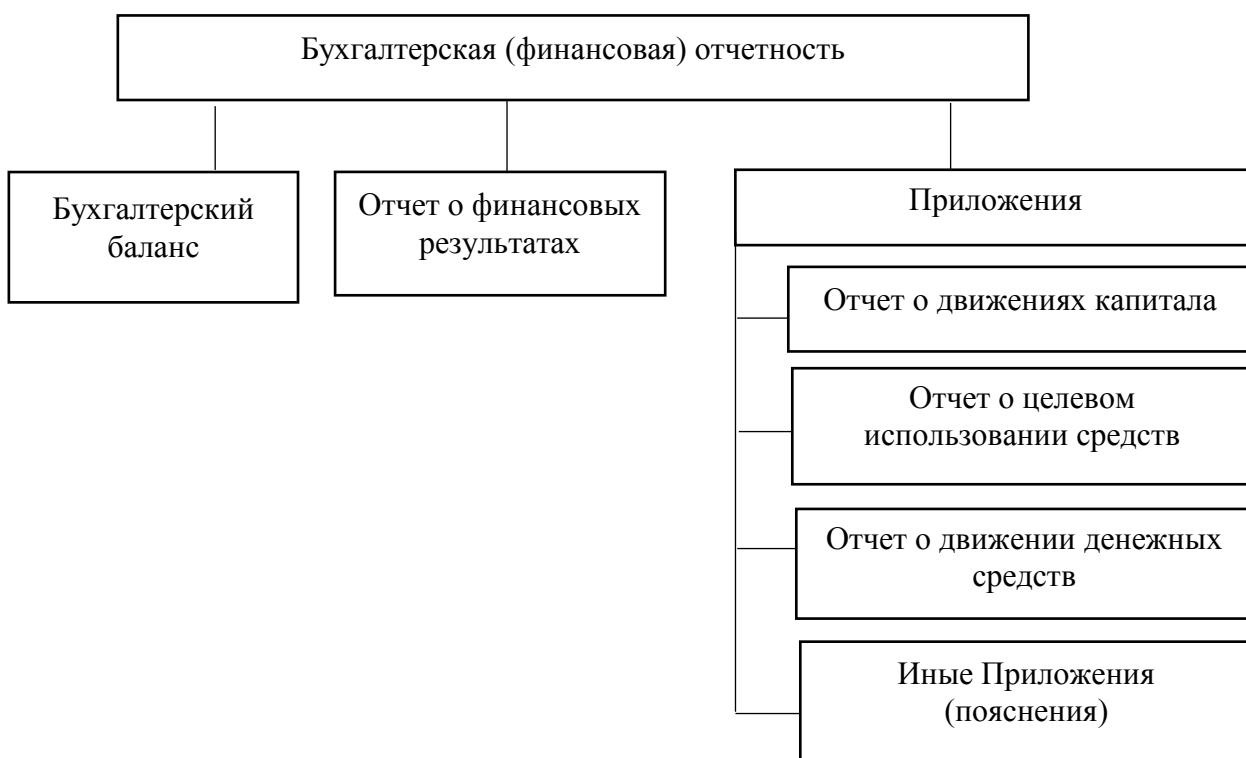 Бухгалтерская (финансовая) отчетность
Бухгалтерский
баланс
Отчет о финансовых
результатах
Приложения
Отчет о движениях капитала
Отчет о целевом
использовании средств
Отчет о движении денежных
средств
Иные Приложения
(пояснения)